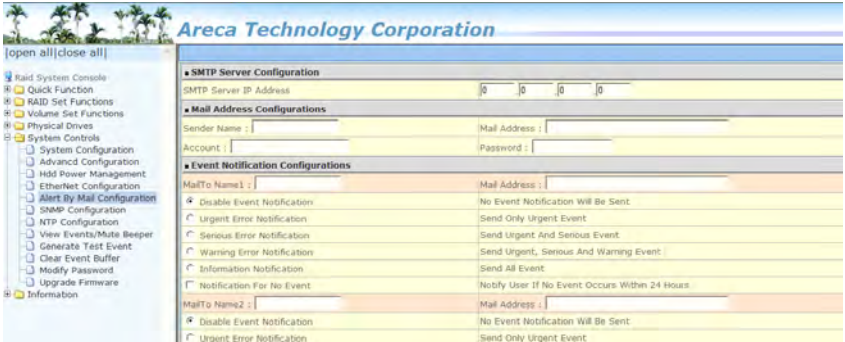 Areca Technology Corporation
|open all|close all|
Raid System Console
Quick Function
RAID Set Functions
Volume Set Functions
Physical Drives
System Controls
System Configuration
Advancd Configuration
Hdd Power Management
EtherNet Configuration
Alert By Mail Configuration
SNMP Configuration
NTP Configuration
View Events/Mute Beeper
Generate Test Event
Clear Event Buffer
Modify Password
Upgrade Firmware
Information
SMTP Server Configuration
SMTP Server IP Address 0 .0 .0 .0
Mail Address Configurations
Sender Name : Mail Address :
Account : Password :
Event Notification Configurations
MailTo Name1 : Mail Address :
Disable Event Notification No Event Notification Will Be Sent
Urgent Error Notification Send Only Urgent Event
Serious Error Notification Send Urgent And Serious Event
Warning Error Notification Send Urgent, Serious And Warning Event
Information Notification Send All Event
Notification For No Event Notify User If No Event Occurs Within 24 Hours
MailTo Name2 : Mail Address :
Disable Event Notification No Event Notification Will Be Sent
Urgent Error Notification Send Only Urgent Event